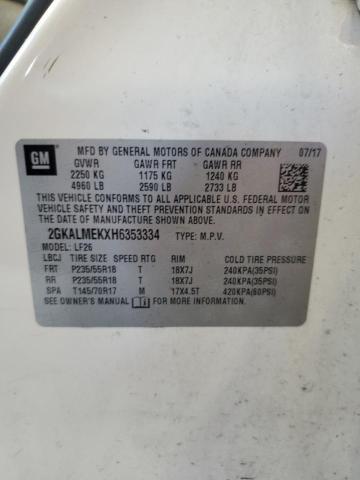 GM
MFD BY GENERAL MOTORS OF CANADA COMPANY 07/17
GVWR GAWR FRT GAWR RR
2250 KG 1175 KG 1240 KG
4960 LB 2590 LB 2733 LB
THIS VEHICLE CONFORMS TO ALL APPLICABLE U.S. FEDERAL MOTOR
VEHICLE SAFETY, BUMPER, AND THEFT PREVENTION STANDARDS IN
EFFECT ON THE DATE OF MANUFACTURE SHOWN ABOVE.
2GKALMEKXH6353334 TYPE: M.P.V.
MODEL: LF26
LBCJ TIRE SIZE SPEED RTG RIM COLD TIRE PRESSURE
FRT P235/55R18 T 18X7J 240KPA(35PSI)
RR P235/55R18 T 18X7J 240KPA(35PSI)
SPA T145/70R17 M 17X4.5T 420KPA(60PSI)
SEE OWNER'S MANUAL FOR MORE INFORMATION.